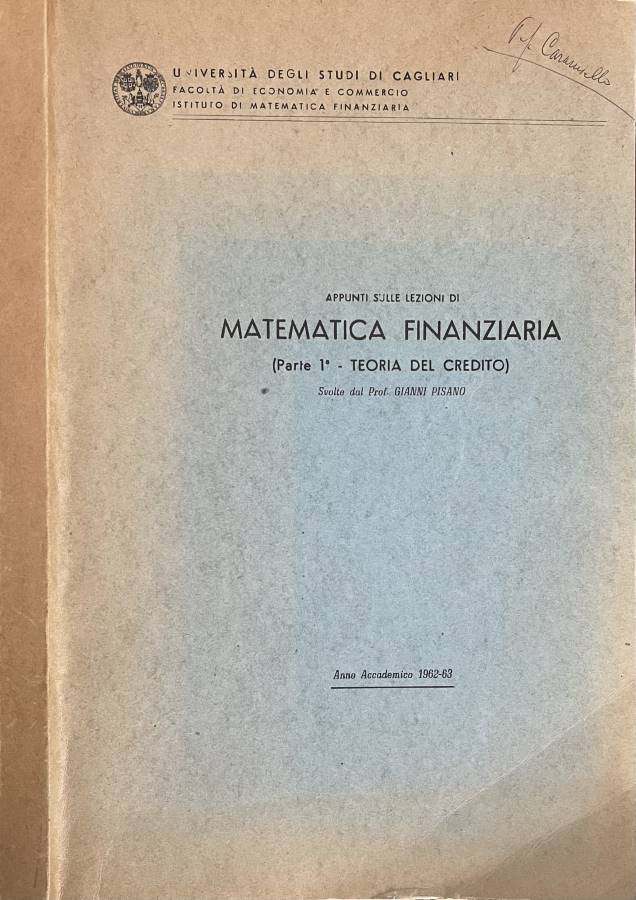 UNIVERSITÀ DEGLI STUDI DI CAGLIARI
FACOLTÀ DI ECONOMIA E COMMERCIO
ISTITUTO DI MATEMATICA FINANZIARIA
APPUNTI SULLE LEZIONI DI
MATEMATICA FINANZIARIA
(Parte 1ª - TEORIA DEL CREDITO)
Svolte dal Prof. GIANNI PISANO
Anno Accademico 1962-63